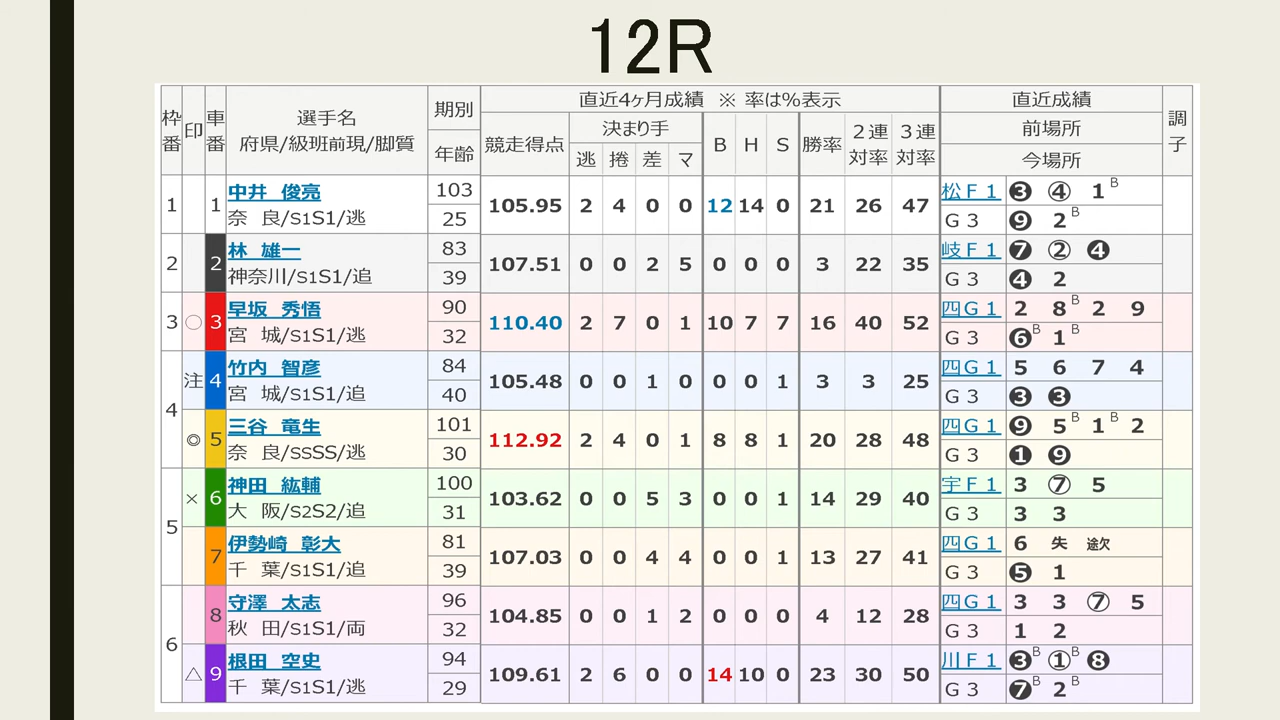 12R
枠番 印 車番 選手名 府県/級班前現/脚質 期別 年齢 直近4ヶ月成績 ※ 率は%表示 直近成績 調子
競走得点 決まり手 B H S 勝率 2連対率 3連対率 前場所
逃 捲 差 マ 今場所
1 1 中井 俊亮 103 105.95 2 4 0 0 12 14 0 21 26 47 松F1 ❸ ④ 1B
奈 良/S1S1/逃 25 G3 ❾ 2B
2 2 林 雄一 83 107.51 0 0 2 5 0 0 0 3 22 35 岐F1 ❼ ② ❹
神奈川/S1S1/追 39 G3 ❹ 2
3 ○ 3 早坂 秀悟 90 110.40 2 7 0 1 10 7 7 16 40 52 四G1 2 8B 2 9
宮 城/S1S1/逃 32 G3 ❻B 1B
4 注 4 竹内 智彦 84 105.48 0 0 1 0 0 0 1 3 3 25 四G1 5 6 7 4
宮 城/S1S1/追 40 G3 ❸ ❸
◎ 5 三谷 竜生 101 112.92 2 4 0 1 8 8 1 20 28 48 四G1 ❾ 5B 1B 2
奈 良/SSSS/逃 30 G3 ❶ ❾
5 × 6 神田 紘輔 100 103.62 0 0 5 3 0 0 1 14 29 40 宇F1 3 ⑦ 5
大 阪/S2S2/追 31 G3 3 3
7 伊勢崎 彰大 81 107.03 0 0 4 4 0 0 1 13 27 41 四G1 6 失 途欠
千 葉/S1S1/追 39 G3 ❺ 1
6 8 守澤 太志 96 104.85 0 0 1 2 0 0 0 4 12 28 四G1 3 3 ⑦ 5
秋 田/S1S1/両 32 G3 1 2
△ 9 根田 空史 94 109.61 2 6 0 0 14 10 0 23 30 50 川F1 ❸B ①B ❽
千 葉/S1S1/逃 29 G3 ❼B 2B